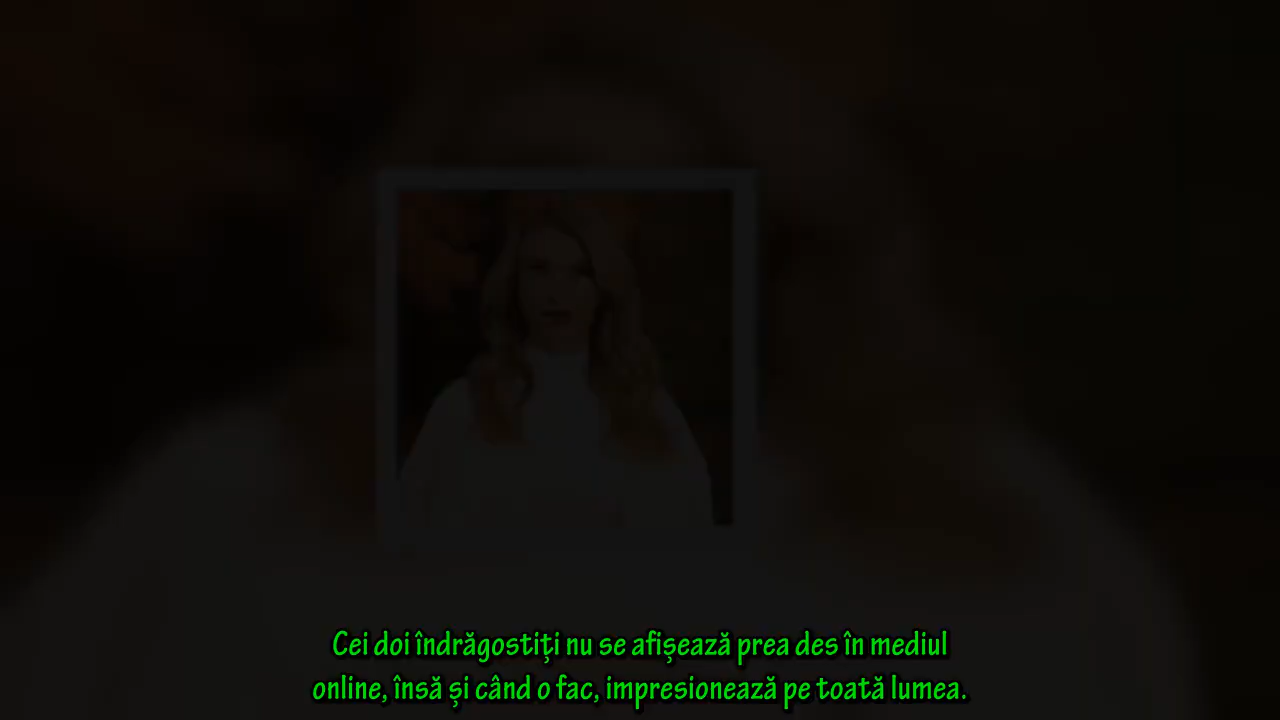 Cei doi îndrăgostiți nu se afișează prea des în mediul
online, însă și când o fac, impresionează pe toată lumea.